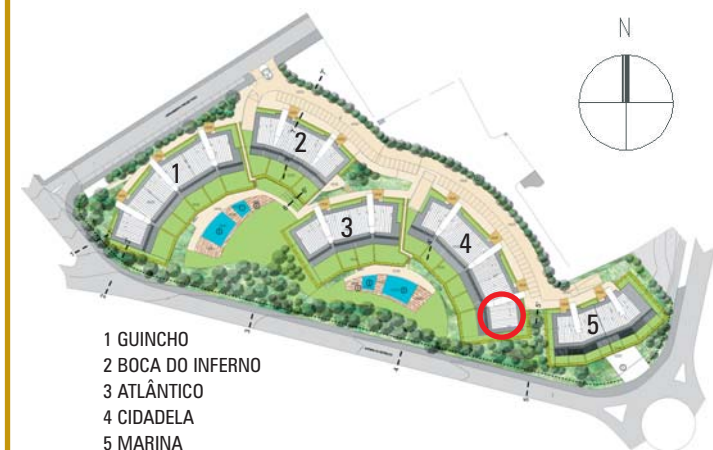 N
1
2
3
4
5
1 GUINCHO
2 BOCA DO INFERNO
3 ATLÂNTICO
4 CIDADELA
5 MARINA